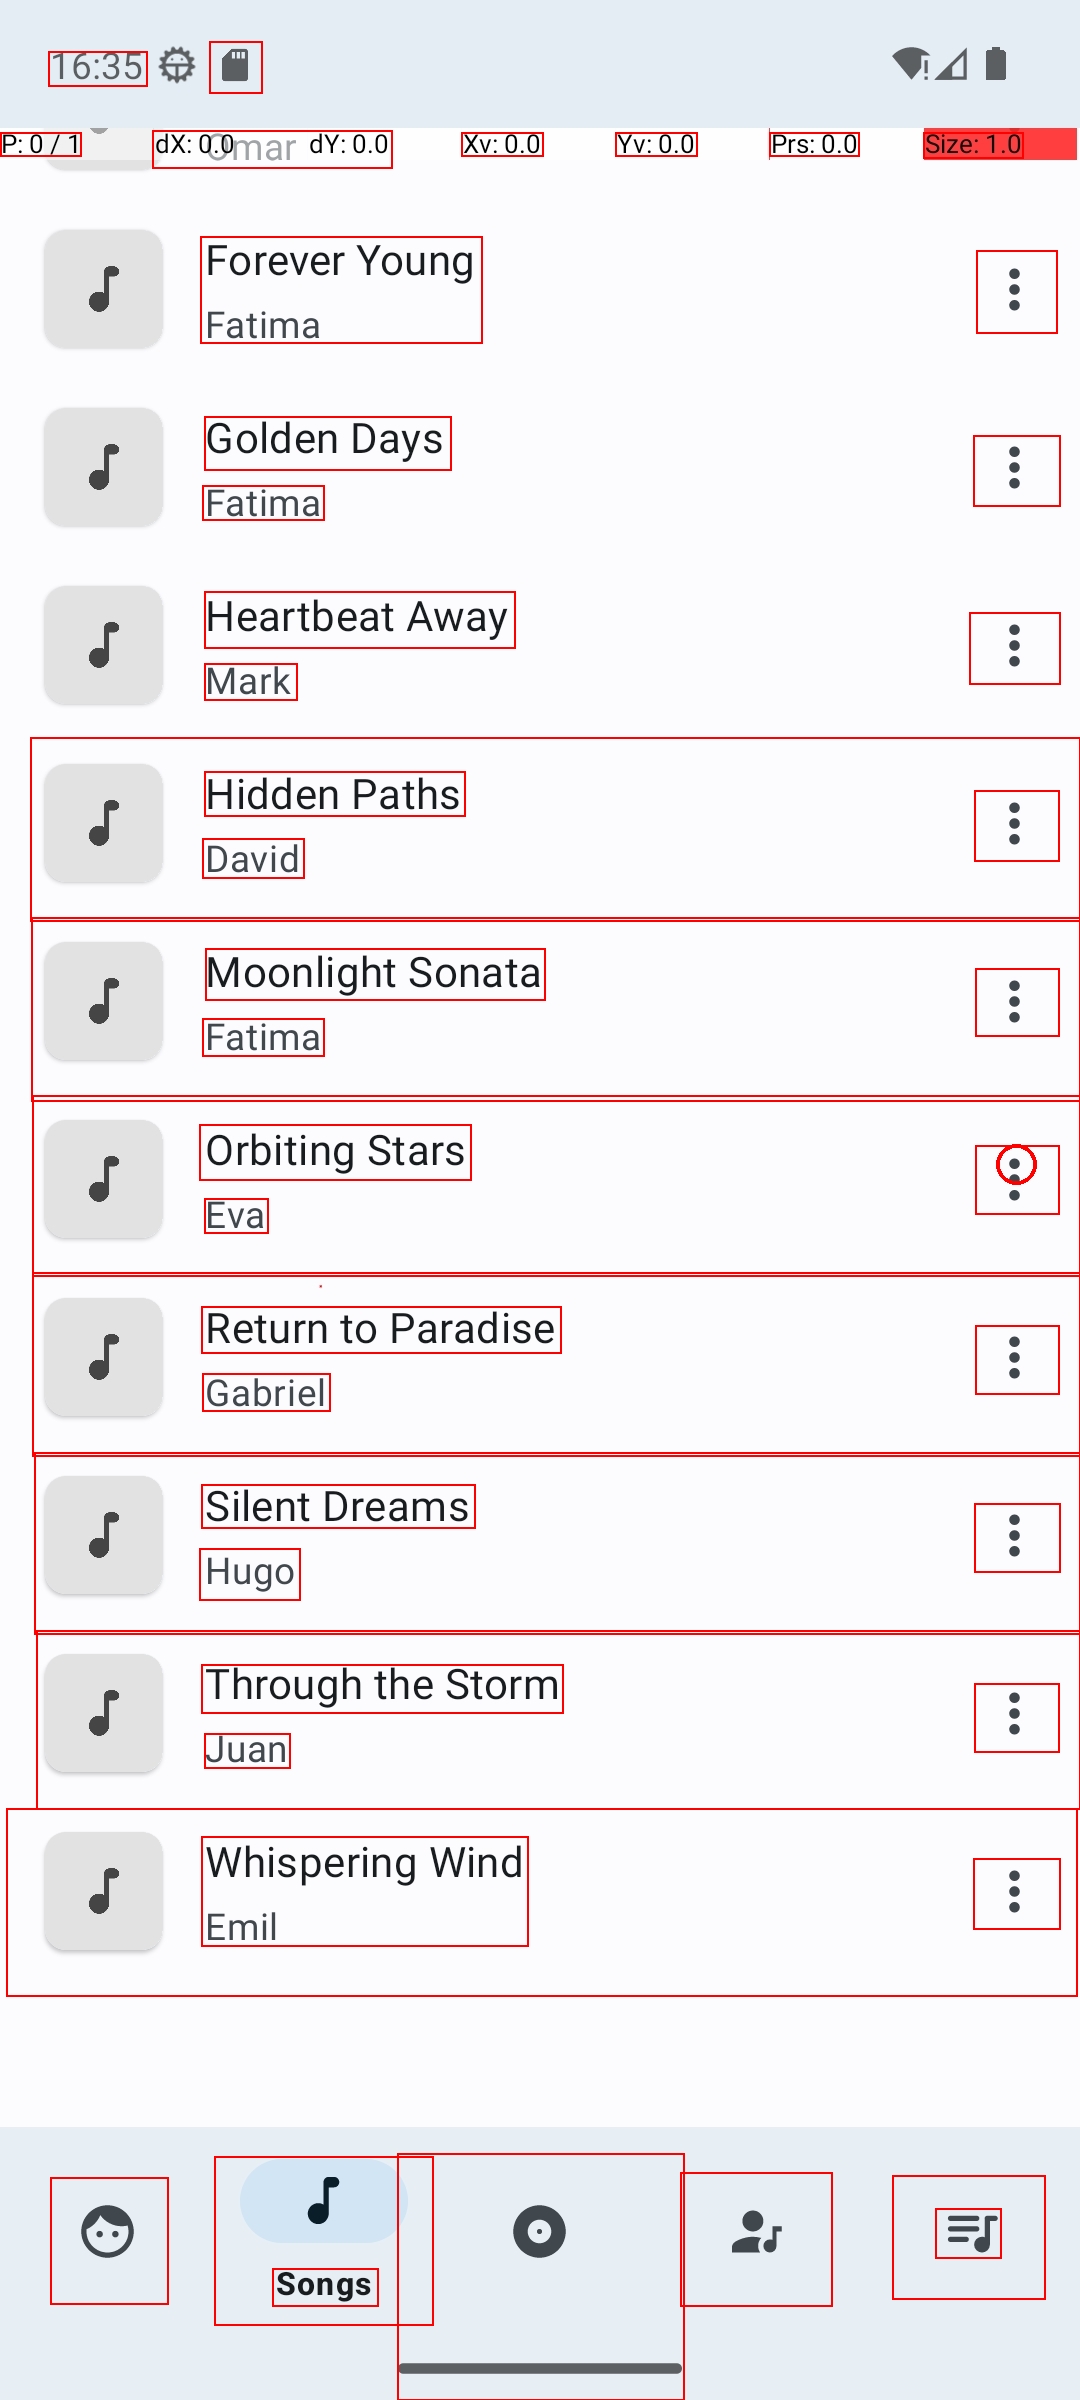 16:35
P: 0 / 1 dX: 0.0 dY: 0.0 Xv: 0.0 Yv: 0.0 Prs: 0.0 Size: 1.0
Omar
Forever Young
Fatima
Golden Days
Fatima
Heartbeat Away
Mark
Hidden Paths
David
Moonlight Sonata
Fatima
Orbiting Stars
Eva
Return to Paradise
Gabriel
Silent Dreams
Hugo
Through the Storm
Juan
Whispering Wind
Emil
Songs